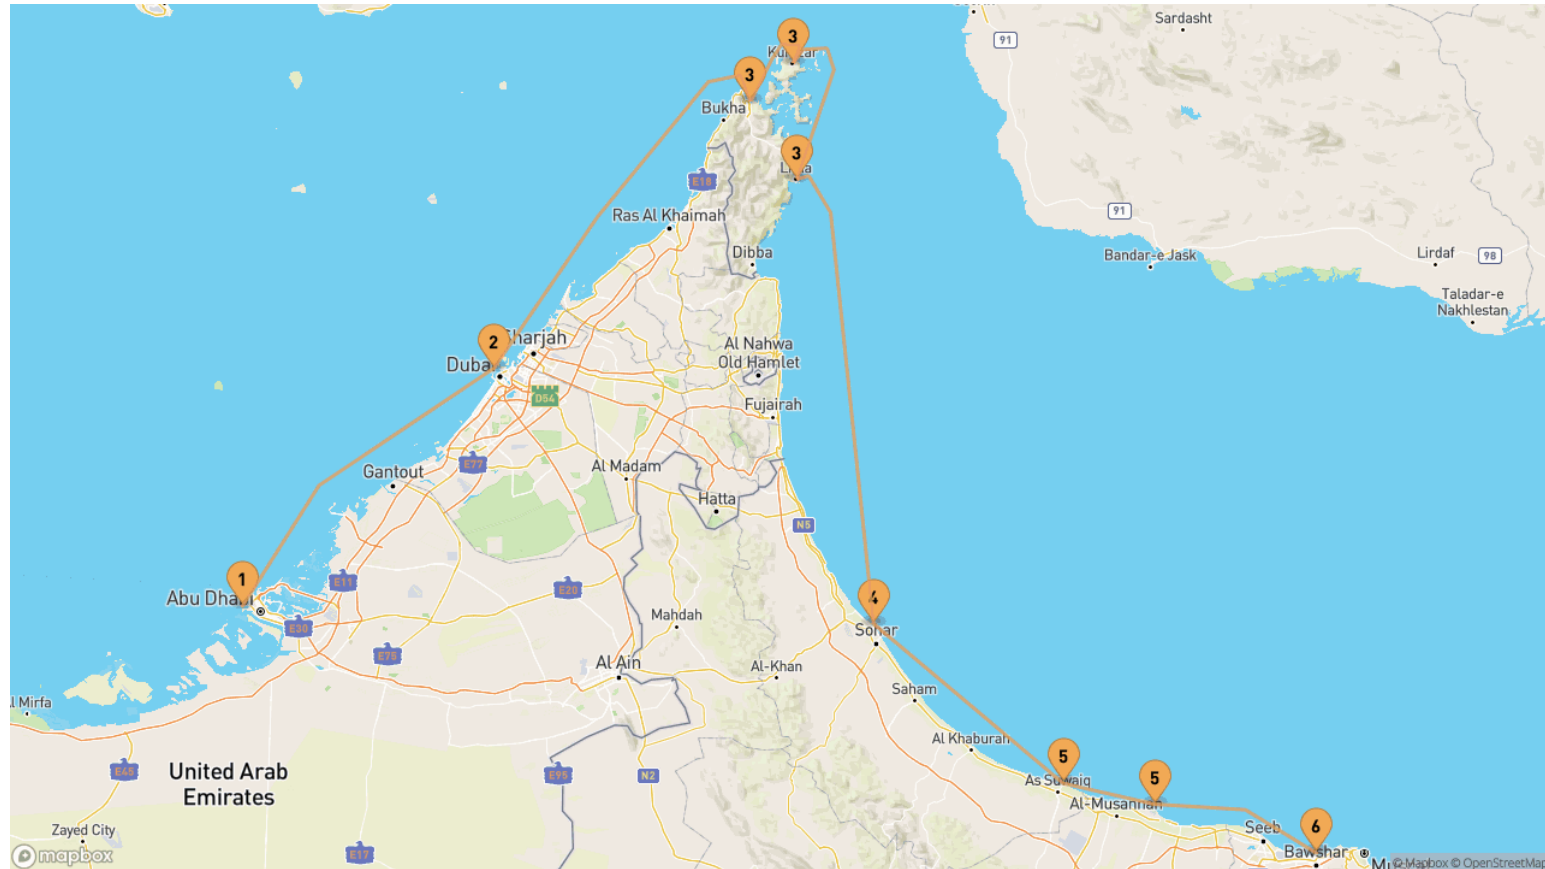 3
Kumzar
Sardasht
91
3
Bukha
3
Lima
E18
91
Ras Al Khaimah
Dibba
Bandar-e Jask
Lirdaf
98
Taladar-e
Nakhlestan
2
Sharjah
Dubai
Al Nahwa
Old Hamlet
D54
Fujairah
Gantout
E77
Al Madam
Hatta
N5
1
Abu Dhabi
E11
E20
4
E30
Mahdah
Sohar
E75
Al Ain
Al-Khan
Saham
l Mirfa
Al Khaburah
5
E45
United Arab
Emirates
E95
N2
As Suwaiq
5
Al-Musannah
Zayed City
Seeb
6
E17
Bawshar
mapbox
© Mapbox © OpenStreetMap